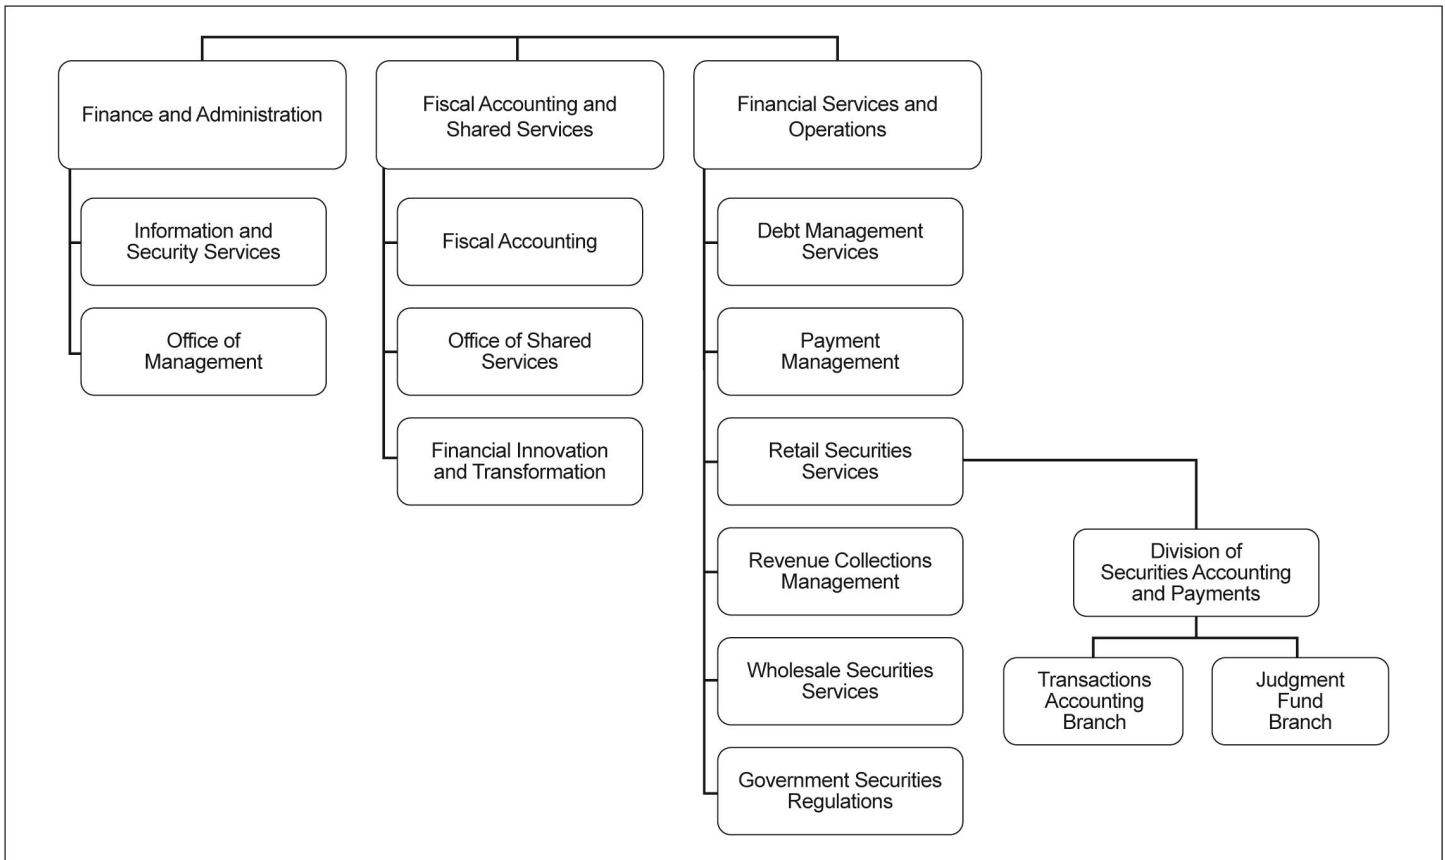 Finance and Administration
Fiscal Accounting and
Shared Services
Financial Services and
Operations
Information and
Security Services
Office of
Management
Fiscal Accounting
Office of Shared
Services
Financial Innovation
and Transformation
Debt Management
Services
Payment
Management
Retail Securities
Services
Revenue Collections
Management
Wholesale Securities
Services
Government Securities
Regulations
Division of
Securities Accounting
and Payments
Transactions
Accounting
Branch
Judgment
Fund
Branch